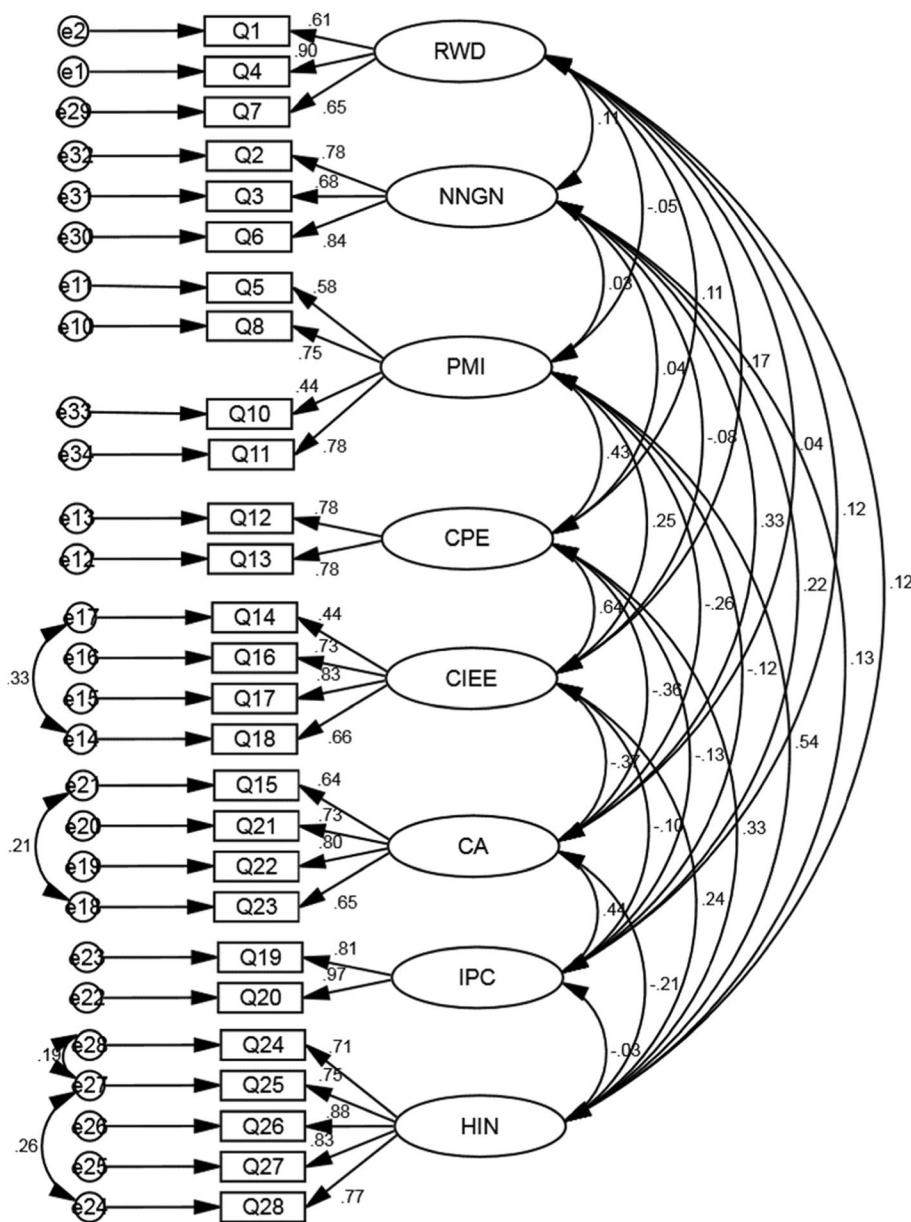 e2 Q1 .61 RWD
e1 Q4 .90
e29 Q7 .65
.11
e32 Q2 .78
e31 Q3 .68 NNGN
e30 Q6 .84
-.05
e11 Q5 .58
.03 .11
e10 Q8 .75
PMI .04 .17
e33 Q10 .44
e34 Q11 .78
.43 -.08 .04
e13 Q12 .78
.25 .33 .12
e12 Q13 .78 CPE
.12
e17 Q14 .44
.64 -.26 .22
e16 Q16 .73
.33 e15 Q17 .83 CIEE
-.36 -.12 .13
e14 Q18 .66
-.13 .54
e21 Q15 .64
-.37
e20 Q21 .73
-.10 .33
.21 e19 Q22 .80 CA
e18 Q23 .65
.44 .24
e23 Q19 .81
IPC -.21
e22 Q20 .97
e28 Q24 .71
.19 -.03
e27 Q25 .75
e26 Q26 .88 HIN
.26 e25 Q27 .83
e24 Q28 .77